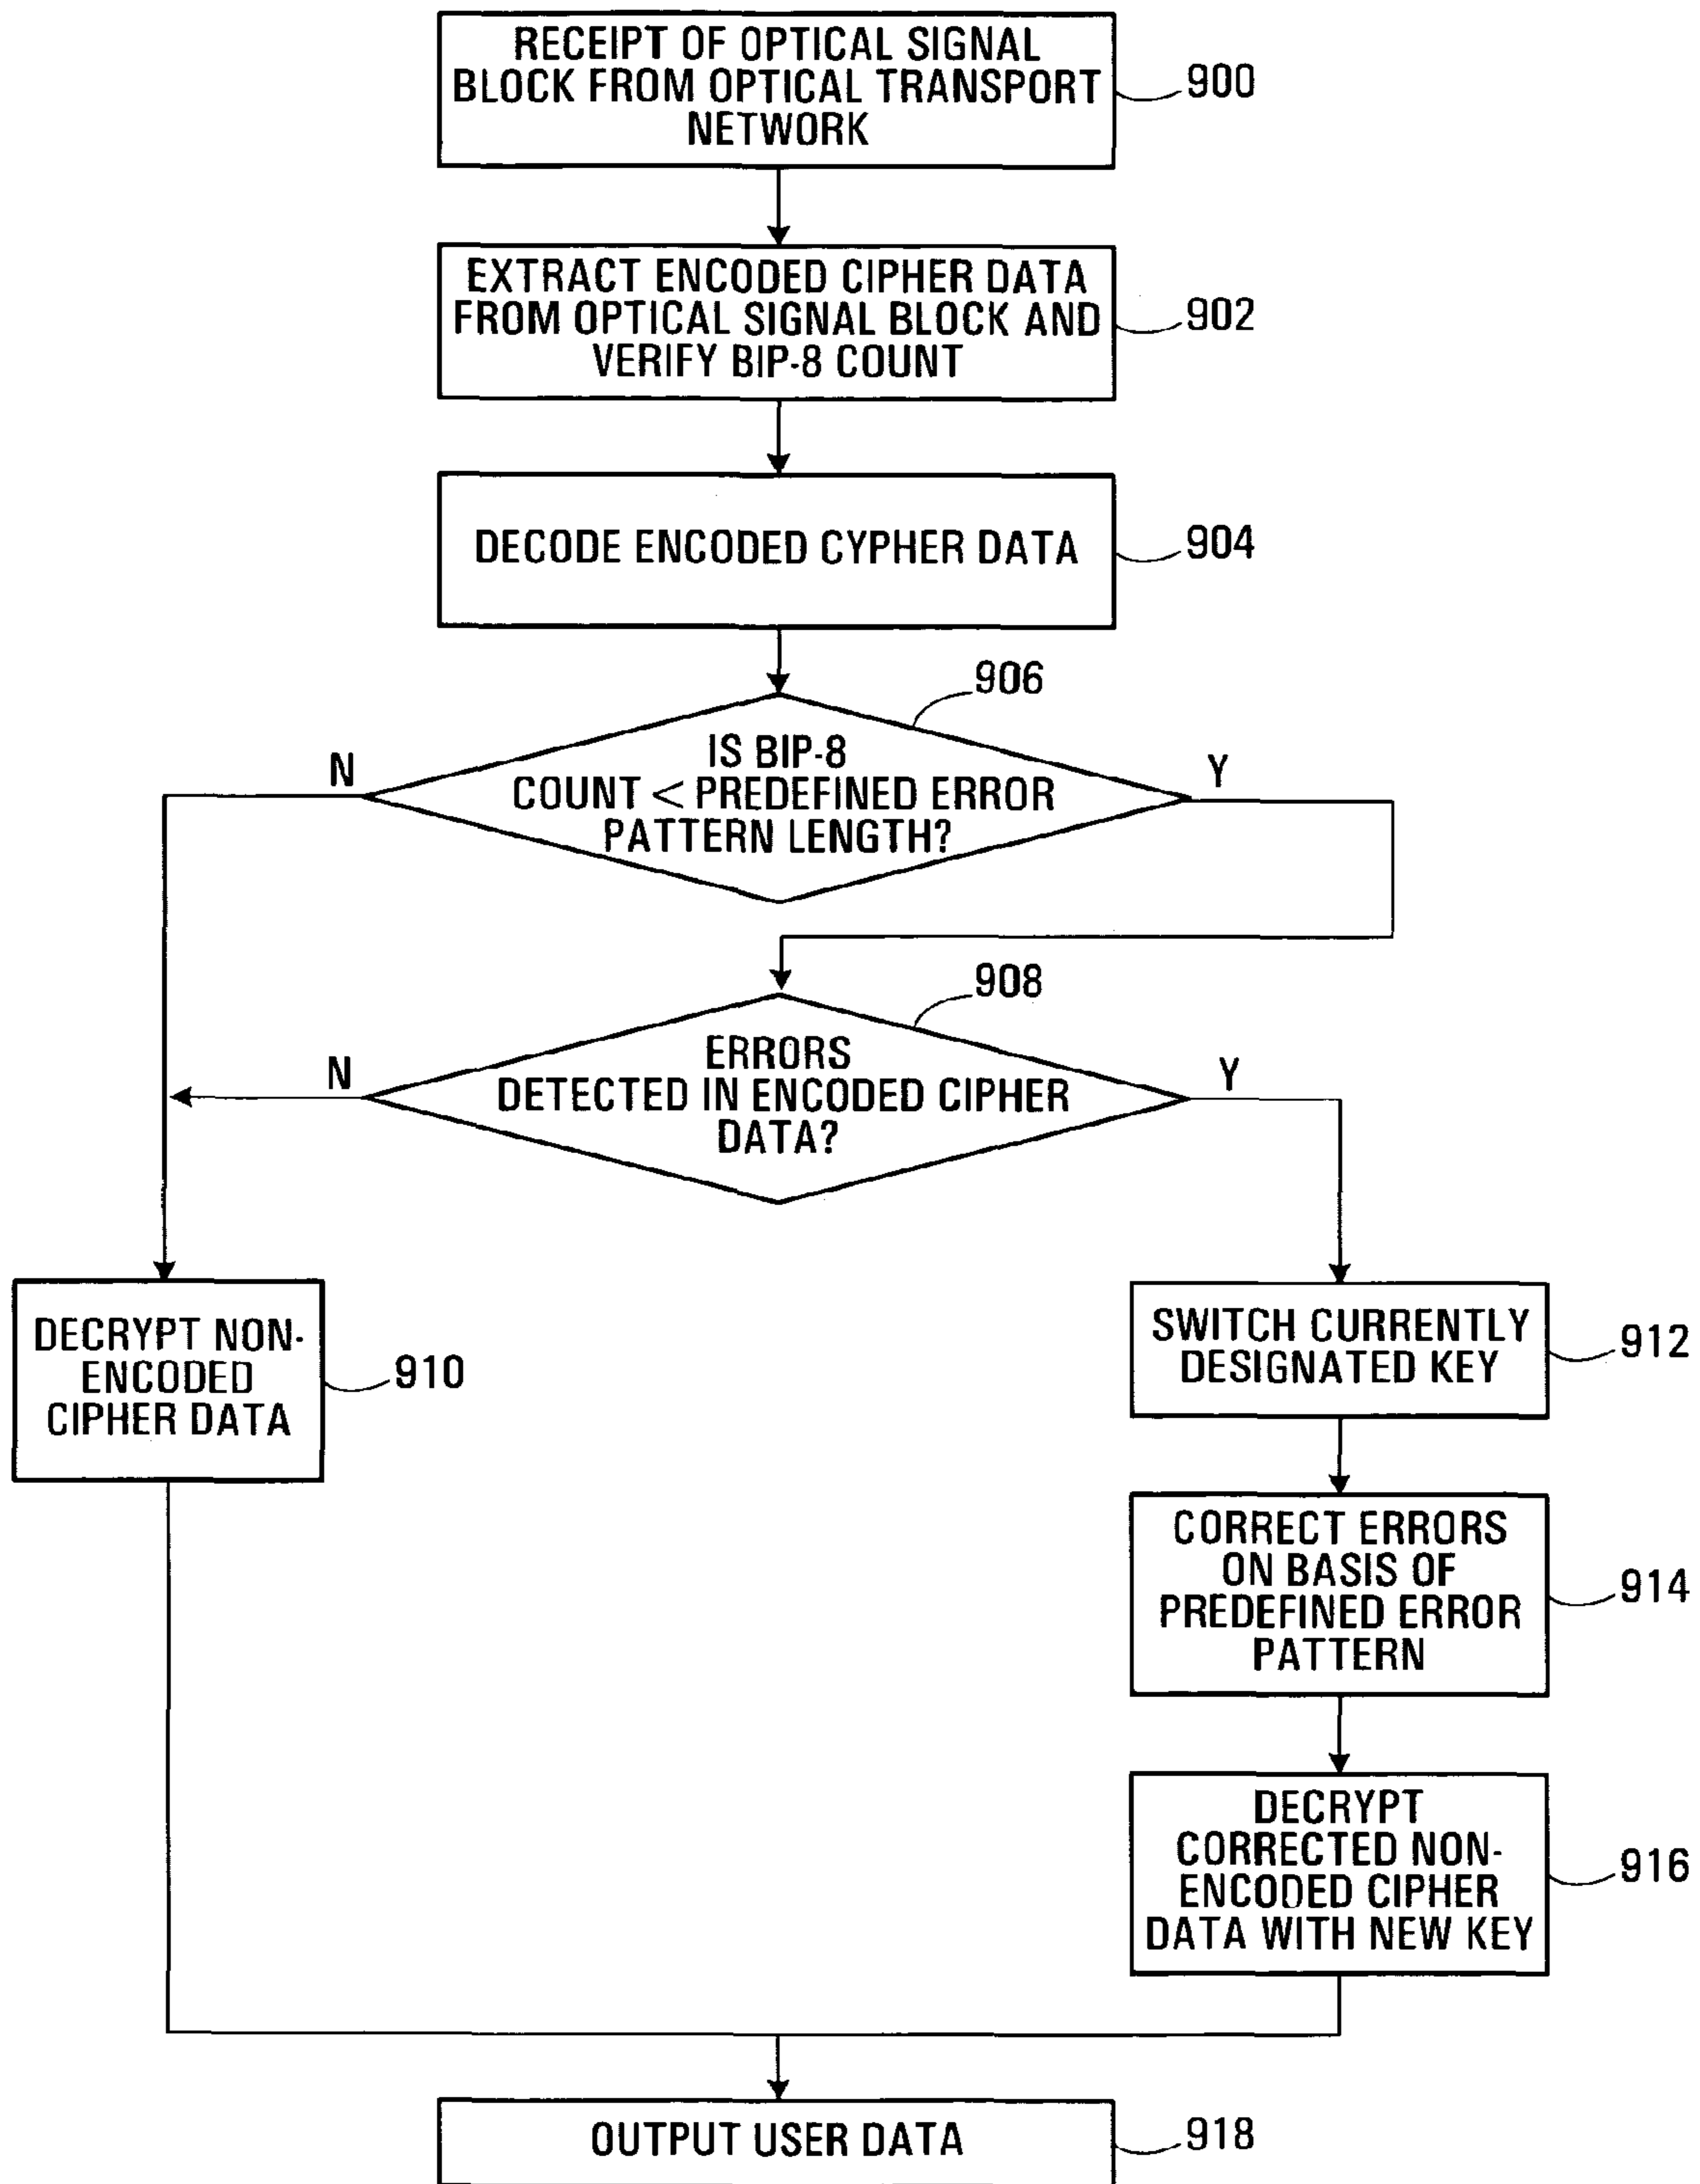 RECEIPT OF OPTICAL SIGNAL
BLOCK FROM OPTICAL TRANSPORT
NETWORK
900
EXTRACT ENCODED CIPHER DATA
FROM OPTICAL SIGNAL BLOCK AND
VERIFY BIP-8 COUNT
902
DECODE ENCODED CYPHER DATA
904
906
IS BIP-8
COUNT < PREDEFINED ERROR
PATTERN LENGTH?
N
Y
908
ERRORS
DETECTED IN ENCODED CIPHER
DATA?
N
Y
DECRYPT NON-
ENCODED
CIPHER DATA
910
SWITCH CURRENTLY
DESIGNATED KEY
912
CORRECT ERRORS
ON BASIS OF
PREDEFINED ERROR
PATTERN
914
DECRYPT
CORRECTED NON-
ENCODED CIPHER
DATA WITH NEW KEY
916
OUTPUT USER DATA
918